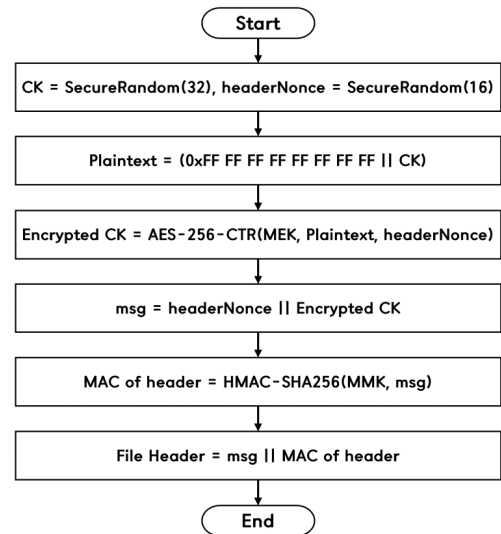 Start
CK = SecureRandom(32), headerNonce = SecureRandom(16)
Plaintext = (0xFF FF FF FF FF FF FF FF || CK)
Encrypted CK = AES-256-CTR(MEK, Plaintext, headerNonce)
msg = headerNonce || Encrypted CK
MAC of header = HMAC-SHA256(MMK, msg)
File Header = msg || MAC of header
End